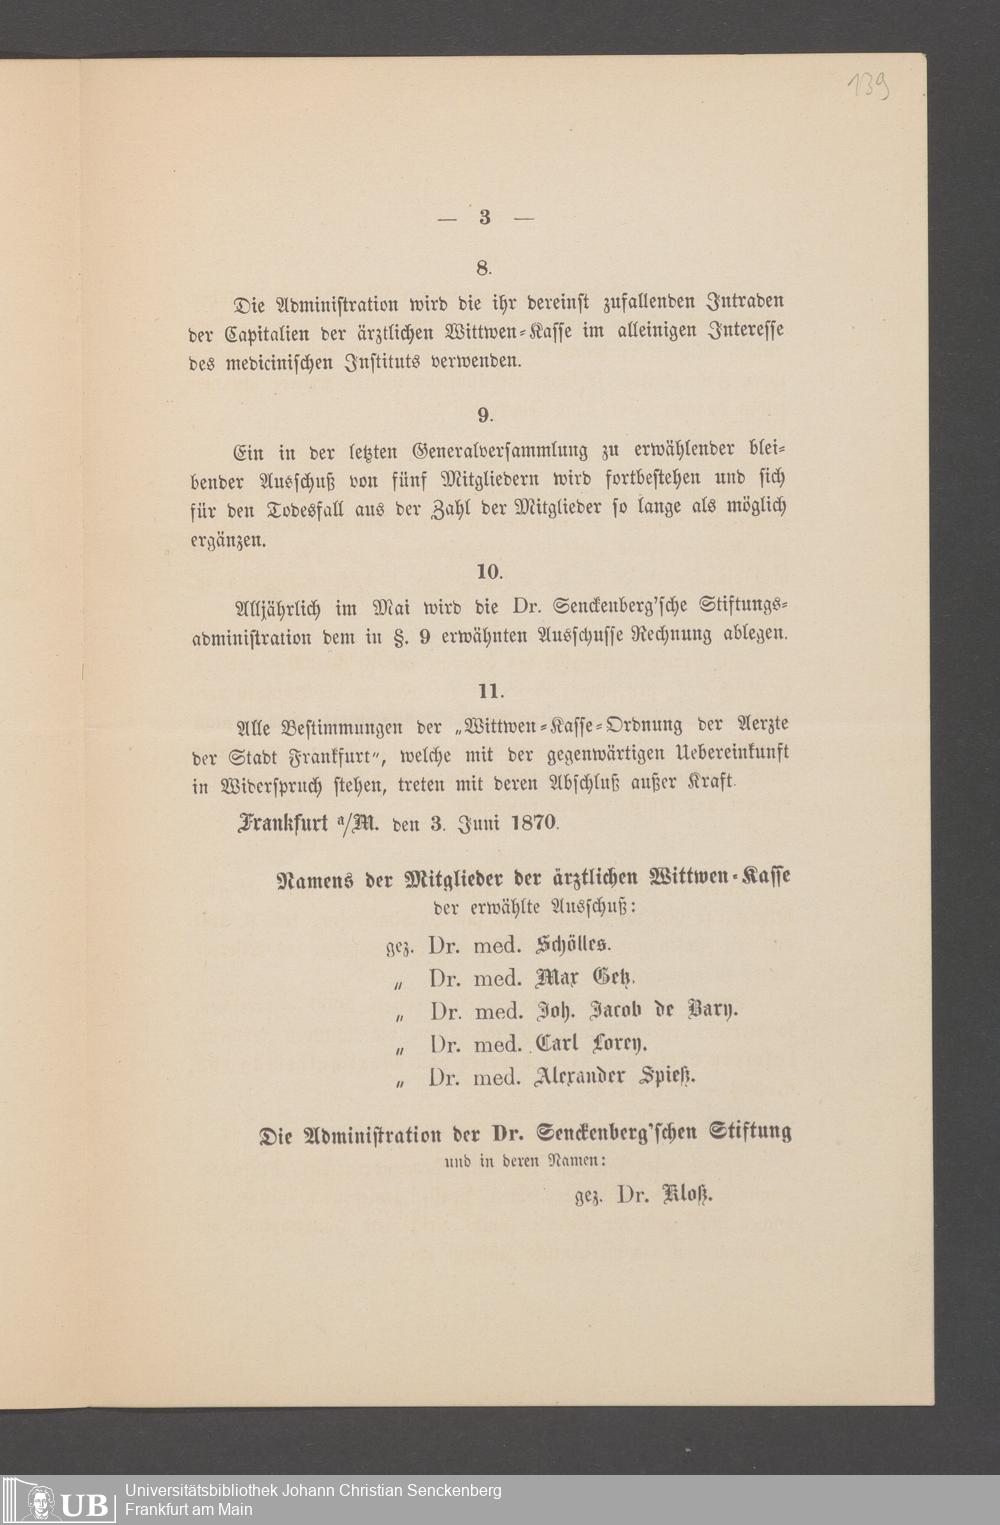 139
— 3 —
8.
Die Administration wird die ihr dereinst zufallenden Intraden
der Capitalien der ärztlichen Wittwen-Kasse im alleinigen Interesse
des medicinischen Instituts verwenden.
9.
Ein in der letzten Generalversammlung zu erwählender blei-
bender Ausschuß von fünf Mitgliedern wird fortbestehen und sich
für den Todesfall aus der Zahl der Mitglieder so lange als möglich
ergänzen.
10.
Alljährlich im Mai wird die Dr. Senckenberg'sche Stiftungs-
administration dem in §. 9 erwähnten Ausschusse Rechnung ablegen.
11.
Alle Bestimmungen der „Wittwen-Kasse-Ordnung der Aerzte
der Stadt Frankfurt", welche mit der gegenwärtigen Uebereinkunft
in Widerspruch stehen, treten mit deren Abschluß außer Kraft.
Frankfurt a/M. den 3. Juni 1870.
Namens der Mitglieder der ärztlichen Wittwen-Kasse
der erwählte Ausschuß:
gez. Dr. med. Schölles.
„ Dr. med. Max Getz.
„ Dr. med. Joh. Jacob de Bary.
„ Dr. med. Carl Lorey.
„ Dr. med. Alexander Spieß.
Die Administration der Dr. Senckenberg'schen Stiftung
und in deren Namen:
gez. Dr. Kloß.
UB
Universitätsbibliothek Johann Christian Senckenberg
Frankfurt am Main